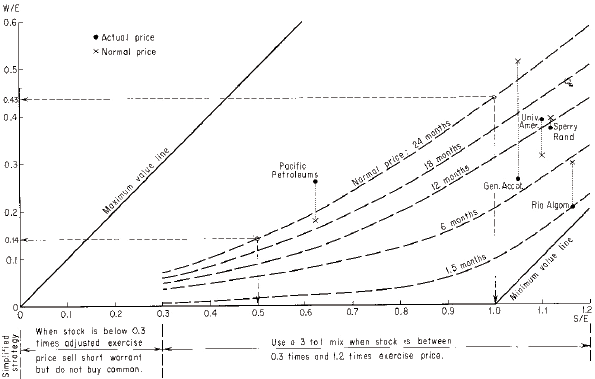 W/E
0.6
0.5
0.43
0.4
0.3
0.2
0.14
0.1
0
Actual price
Normal price
Maximum value line
Pacific
Petroleums
Normal price - 24 months
18 months
12 months
6 months
1.5 months
Univ.
Amer.
Sperry
Rand
Gen. Accpt.
Rio Algom
Minimum value line
0 0.1 0.2 0.3 0.4 0.5 0.6 0.7 0.8 0.9 1.0 1.1 1.2
S/E
Simplified
strategy
When stock is below 0.3
times adjusted exercise
price sell short warrant
but do not buy common.
Use a 3 to 1 mix when stock is between
0.3 times and 1.2 times exercise price.